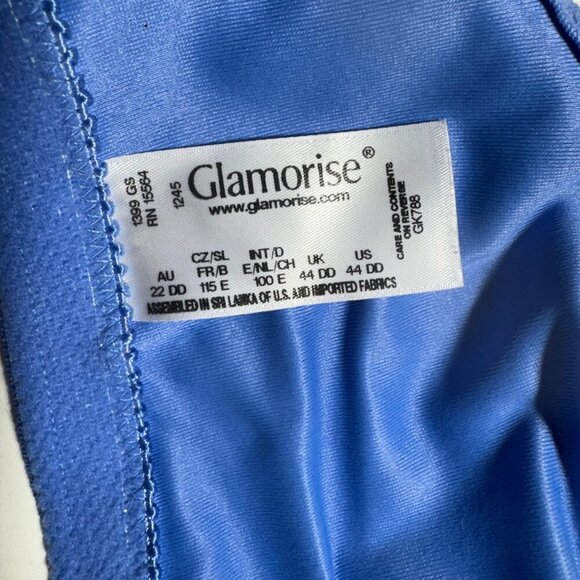 1399 GS
RN 15564
1245
Glamorise®
www.glamorise.com
CARE AND CONTENTS
ON REVERSE
GK788
CZ/SL INT/D
AU FR/B E/NL/CH UK US
22 DD 115 E 100 E 44 DD 44 DD
ASSEMBLED IN SRI LANKA OF U.S. AND IMPORTED FABRICS